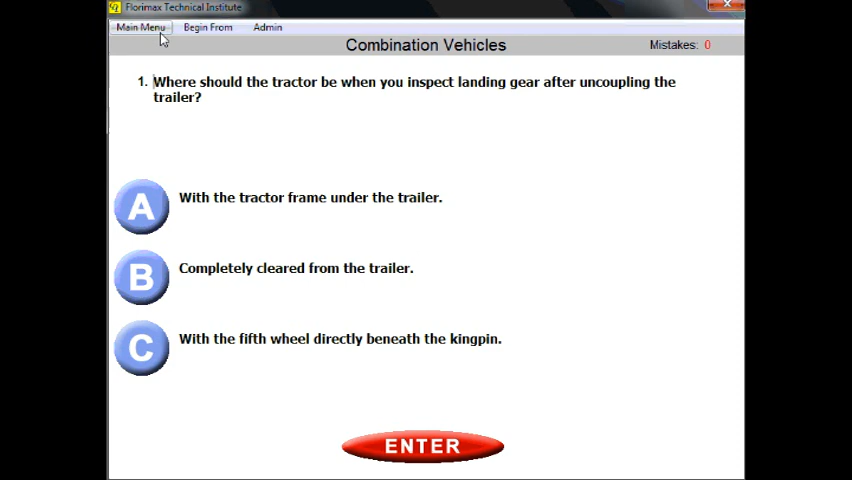 Florimax Technical Institute
Main Menu Begin From Admin
Combination Vehicles Mistakes: 0
1. Where should the tractor be when you inspect landing gear after uncoupling the
trailer?
A With the tractor frame under the trailer.
B Completely cleared from the trailer.
C With the fifth wheel directly beneath the kingpin.
ENTER